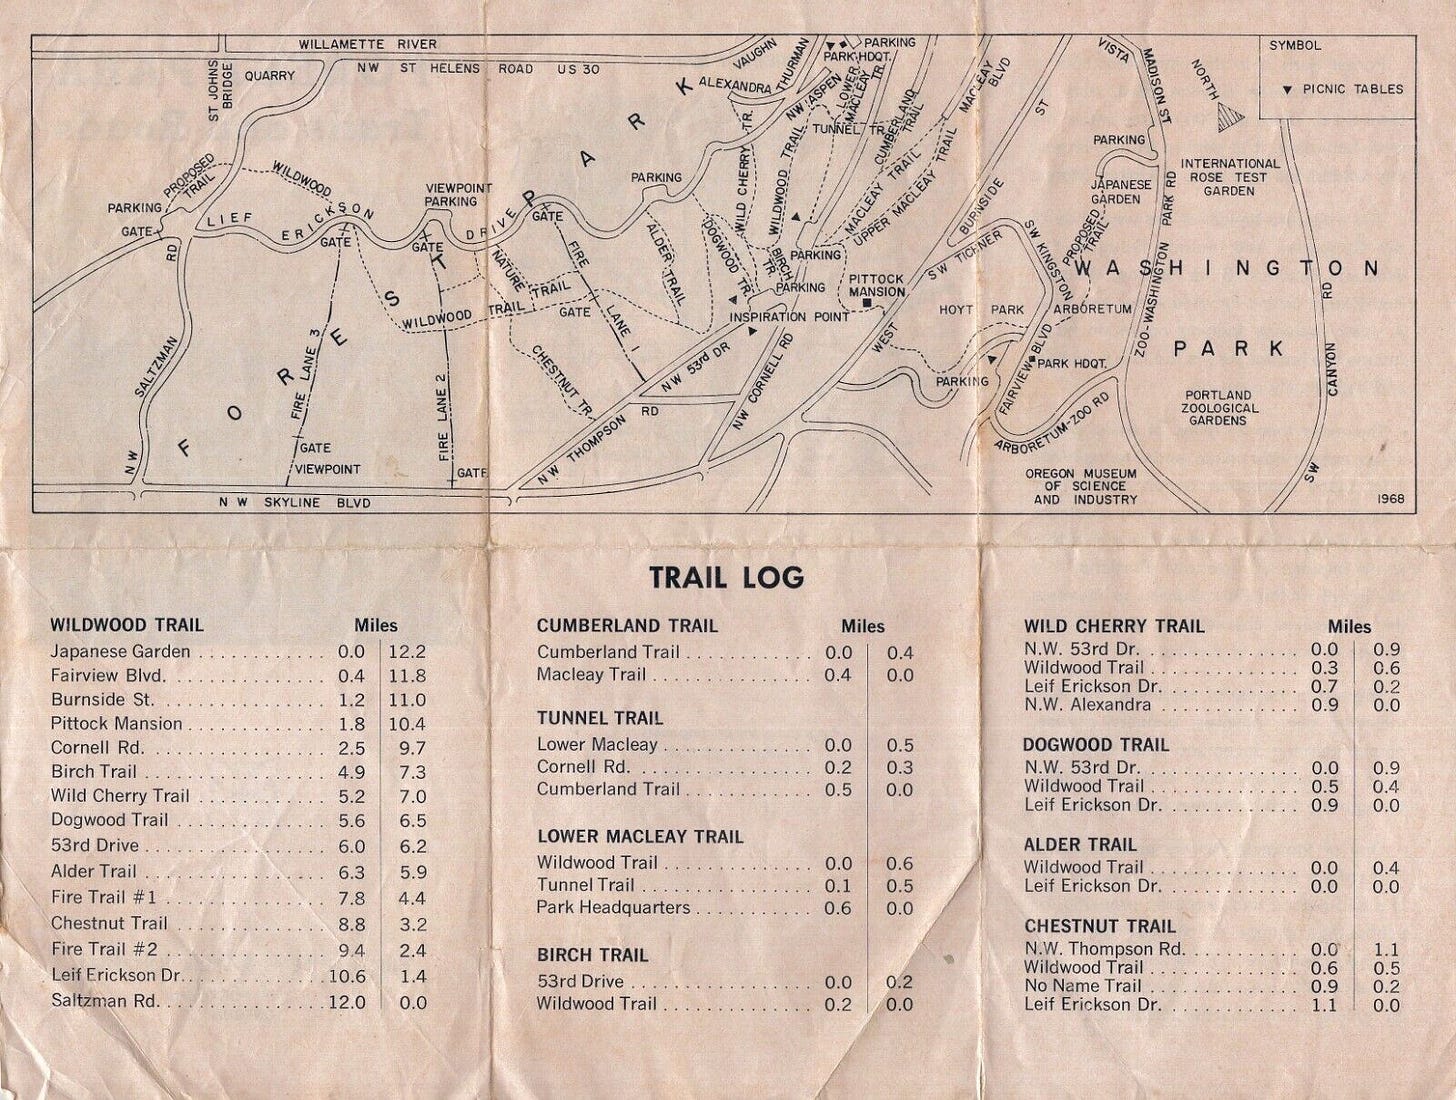 WILLAMETTE RIVER
NW ST HELENS ROAD US 30
ST JOHNS
BRIDGE
QUARRY
VAUGHN
THURMAN
PARKING
PARK HDQT.
ALEXANDRA
NW ASPEN
LOWER
MACLEAY
TR.
TUNNEL TR.
CUMBERLAND
TRAIL
MACLEAY
BLVD
VISTA
MADISON ST
NORTH
SYMBOL
PICNIC TABLES
PROPOSED
TRAIL
WILDWOOD
PARKING
GATE
LIEF ERICKSON DRIVE
GATE
VIEWPOINT
PARKING
GATE
GATE
PARKING
WILD CHERRY TR.
WILDWOOD TRAIL
MACLEAY TRAIL
UPPER MACLEAY TRAIL
BURNSIDE ST
PARKING
JAPANESE
GARDEN
INTERNATIONAL
ROSE TEST
GARDEN
PARK RD
PROPOSED
TRAIL
SW KINGSTON
SW TICHNER
NATURE TRAIL
FIRE LANE 1
ALDER TRAIL
DOGWOOD TR.
BIRCH
TR.
PARKING
PARKING
PITTOCK
MANSION
WASHINGTON
PARK
HOYT PARK ARBORETUM
ZOO-WASHINGTON
WILDWOOD TRAIL
GATE
INSPIRATION POINT
WEST
FOREST PARK
NW SALTZMAN RD
FIRE LANE 3
FIRE LANE 2
CHESTNUT TR.
NW 53rd DR
NW CORNELL RD
PARKING
FAIRVIEW BLVD
PARK HDQT.
SW CANYON RD
PORTLAND
ZOOLOGICAL
GARDENS
ARBORETUM-ZOO RD
NW THOMPSON RD
GATE
VIEWPOINT
GATE
OREGON MUSEUM
OF SCIENCE
AND INDUSTRY
NW SKYLINE BLVD
1968
TRAIL LOG
WILDWOOD TRAIL Miles
Japanese Garden 0.0 12.2
Fairview Blvd. 0.4 11.8
Burnside St. 1.2 11.0
Pittock Mansion 1.8 10.4
Cornell Rd. 2.5 9.7
Birch Trail 4.9 7.3
Wild Cherry Trail 5.2 7.0
Dogwood Trail 5.6 6.5
53rd Drive 6.0 6.2
Alder Trail 6.3 5.9
Fire Trail #1 7.8 4.4
Chestnut Trail 8.8 3.2
Fire Trail #2 9.4 2.4
Leif Erickson Dr. 10.6 1.4
Saltzman Rd. 12.0 0.0
CUMBERLAND TRAIL Miles
Cumberland Trail 0.0 0.4
Macleay Trail 0.4 0.0
TUNNEL TRAIL
Lower Macleay 0.0 0.5
Cornell Rd. 0.2 0.3
Cumberland Trail 0.5 0.0
LOWER MACLEAY TRAIL
Wildwood Trail 0.0 0.6
Tunnel Trail 0.1 0.5
Park Headquarters 0.6 0.0
BIRCH TRAIL
53rd Drive 0.0 0.2
Wildwood Trail 0.2 0.0
WILD CHERRY TRAIL Miles
N.W. 53rd Dr. 0.0 0.9
Wildwood Trail 0.3 0.6
Leif Erickson Dr. 0.7 0.2
N.W. Alexandra 0.9 0.0
DOGWOOD TRAIL
N.W. 53rd Dr. 0.0 0.9
Wildwood Trail 0.5 0.4
Leif Erickson Dr. 0.9 0.0
ALDER TRAIL
Wildwood Trail 0.0 0.4
Leif Erickson Dr. 0.0 0.0
CHESTNUT TRAIL
N.W. Thompson Rd. 0.0 1.1
Wildwood Trail 0.6 0.5
No Name Trail 0.9 0.2
Leif Erickson Dr. 1.1 0.0